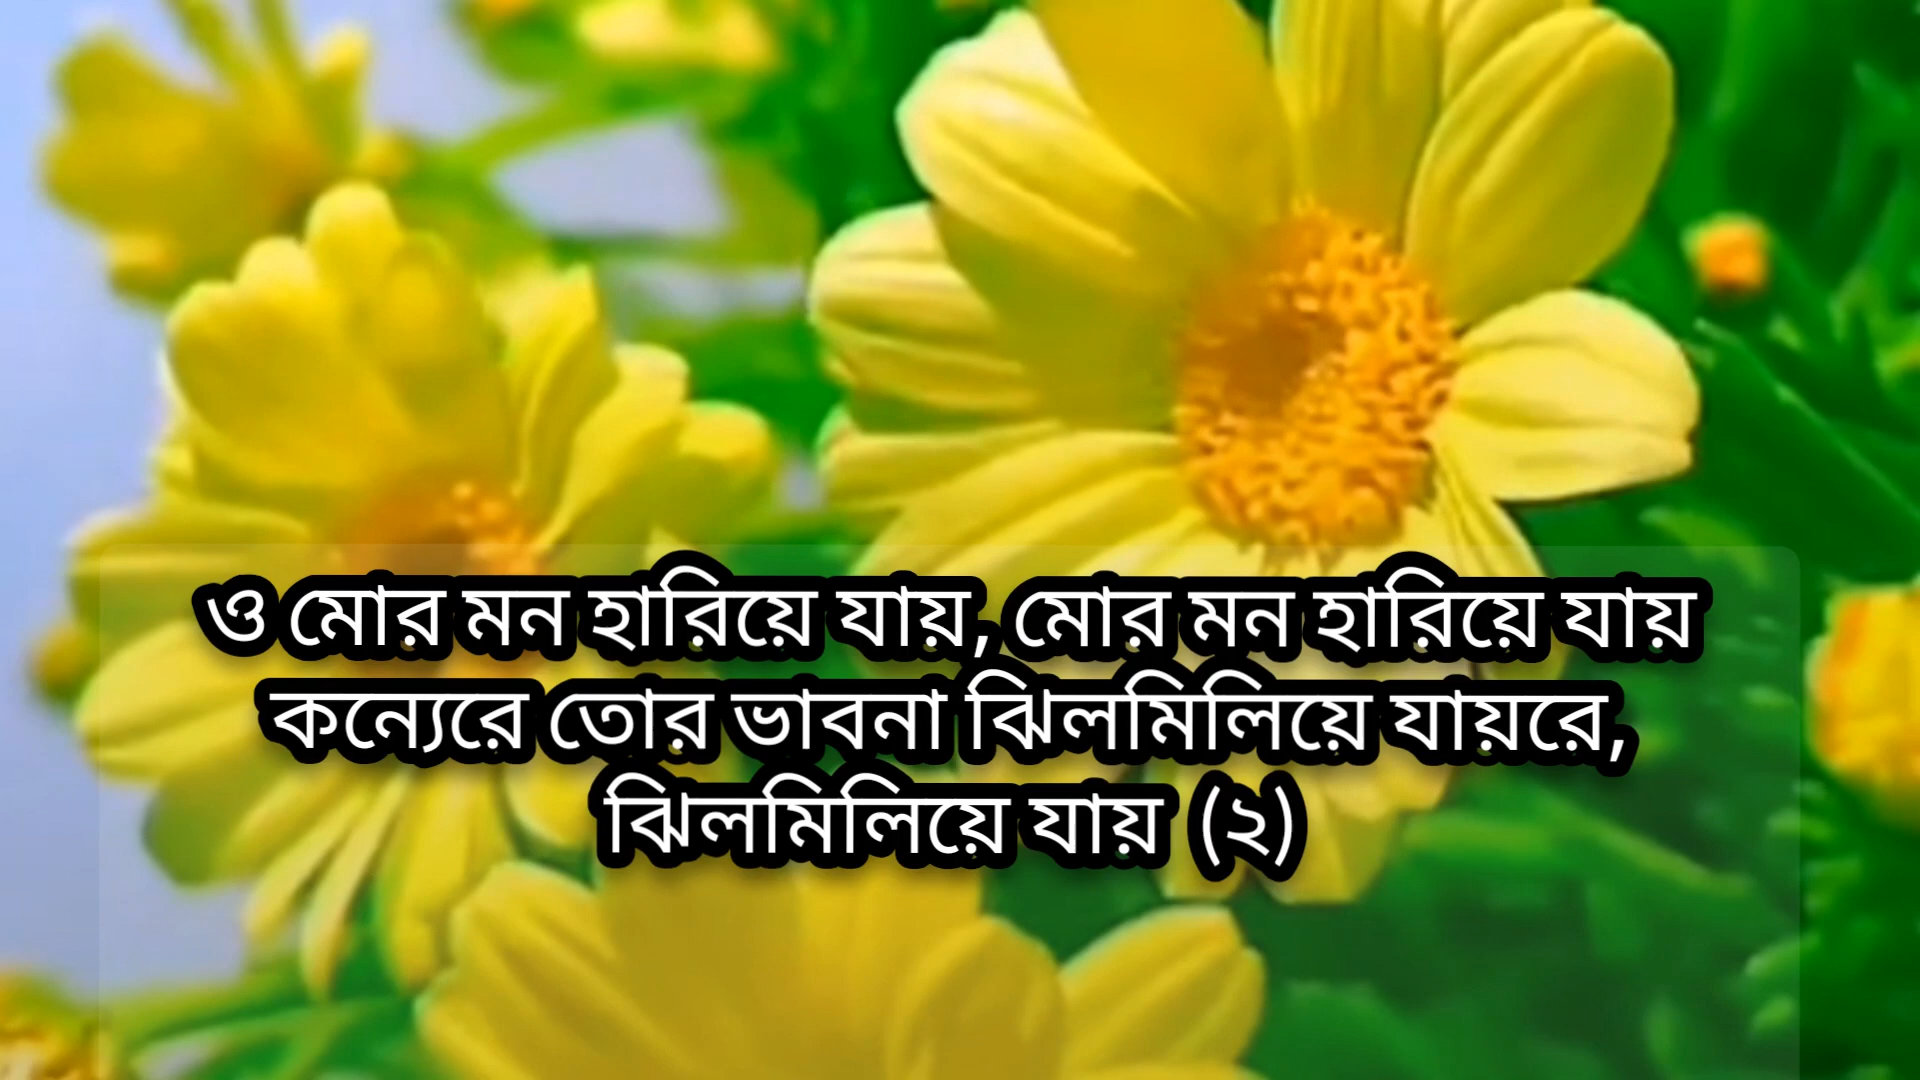 ও মোর মন হারিয়ে যায়, মোর মন হারিয়ে যায়
কন্যেরে তোর ভাবনা ঝিলমিলিয়ে যায়রে,
ঝিলমিলিয়ে যায় (২)